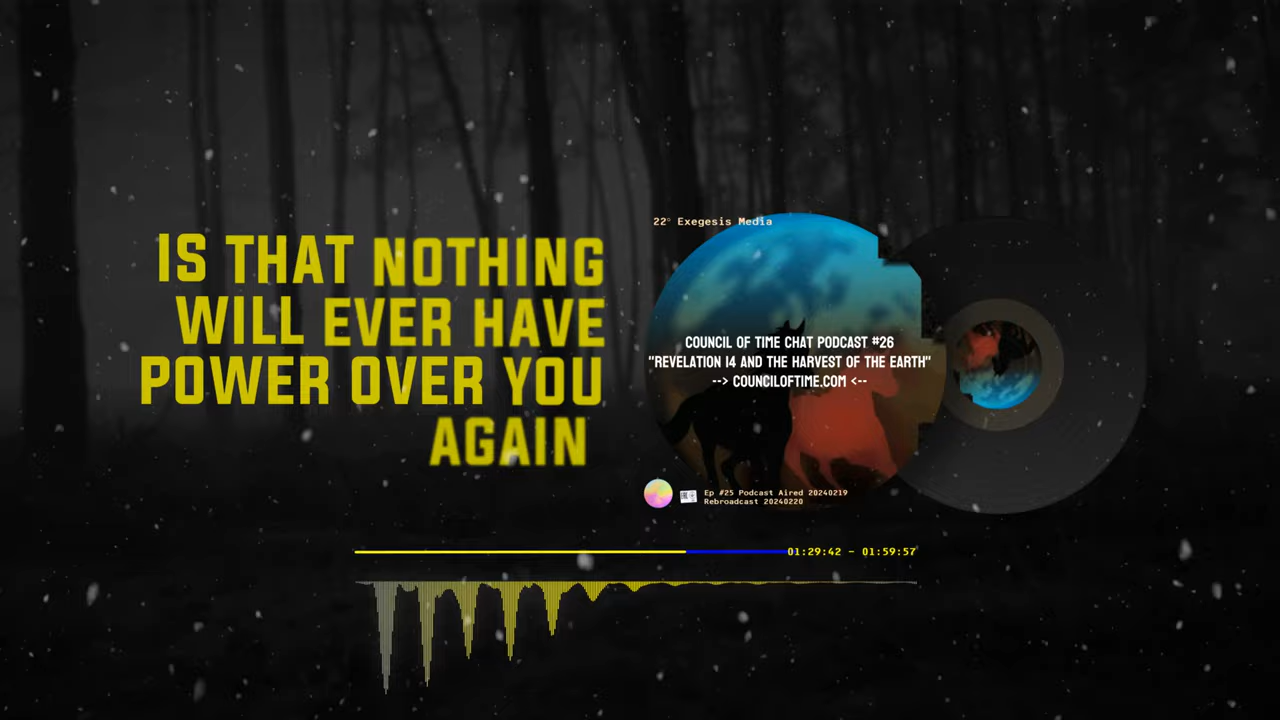 IS THAT NOTHING
WILL EVER HAVE
POWER OVER YOU
AGAIN
22° Exegesis Media
COUNCIL OF TIME CHAT PODCAST #26
"REVELATION 14 AND THE HARVEST OF THE EARTH"
--> COUNCILOFTIME.COM <--
Ep #25 Podcast Aired 20240219
Rebroadcast 20240220
01:29:42 - 01:59:57